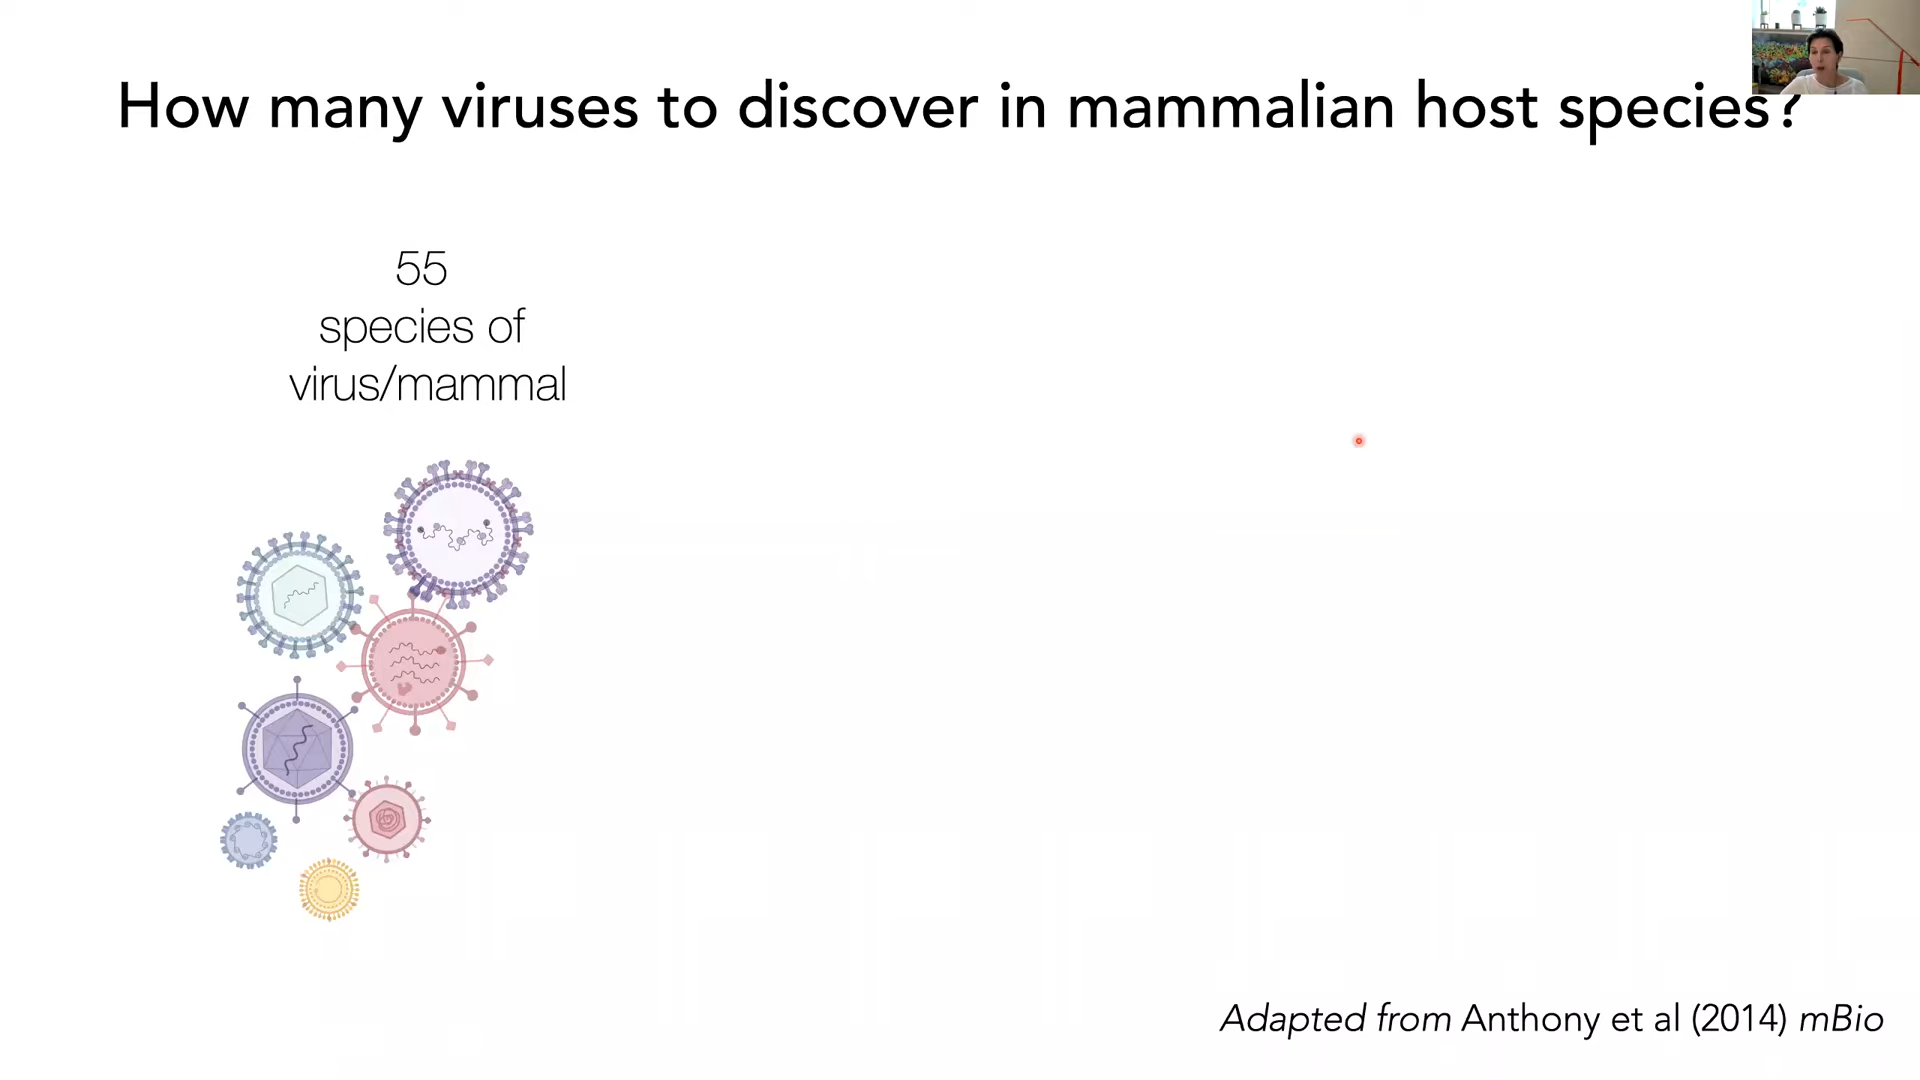 How many viruses to discover in mammalian host species?
55
species of
virus/mammal
Adapted from Anthony et al (2014) mBio